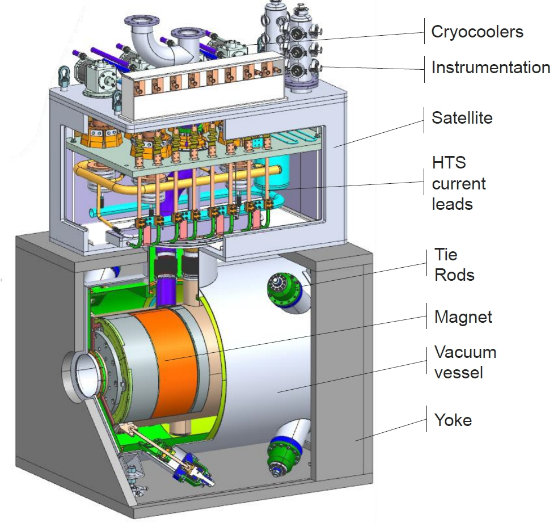 Cryocoolers
Instrumentation
Satellite
HTS
current
leads
Tie
Rods
Magnet
Vacuum
vessel
Yoke